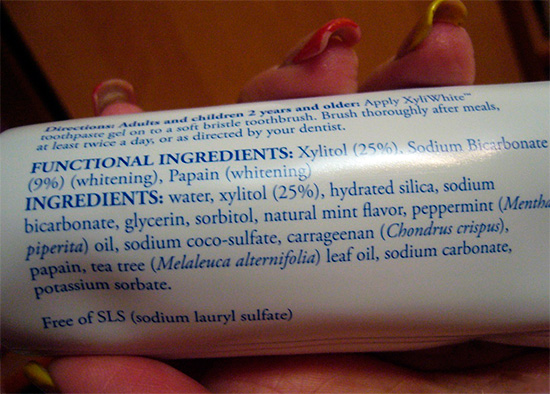 Directions: Adults and children 2 years and older: Apply XyliWhite™
toothpaste gel on to a soft bristle toothbrush. Brush thoroughly after meals,
at least twice a day, or as directed by your dentist.
FUNCTIONAL INGREDIENTS: Xylitol (25%), Sodium Bicarbonate
(9%) (whitening), Papain (whitening)
INGREDIENTS: water, xylitol (25%), hydrated silica, sodium
bicarbonate, glycerin, sorbitol, natural mint flavor, peppermint (Mentha
piperita) oil, sodium coco-sulfate, carrageenan (Chondrus crispus),
papain, tea tree (Melaleuca alternifolia) leaf oil, sodium carbonate,
potassium sorbate.
Free of SLS (sodium lauryl sulfate)